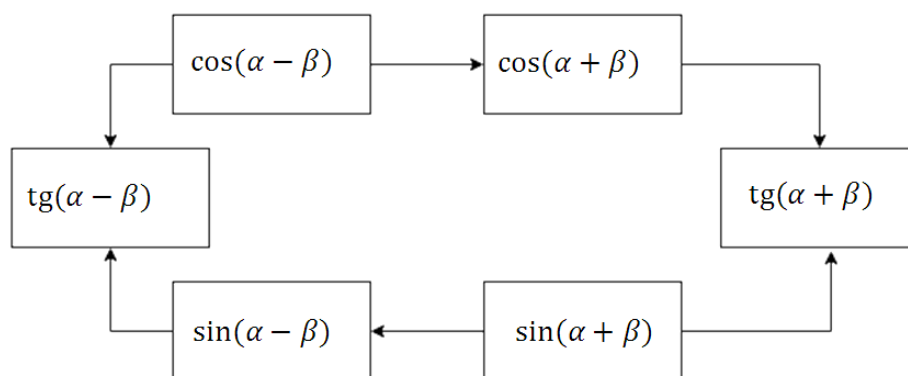 cos(α − β)
cos(α + β)
tg(α − β)
tg(α + β)
sin(α − β)
sin(α + β)